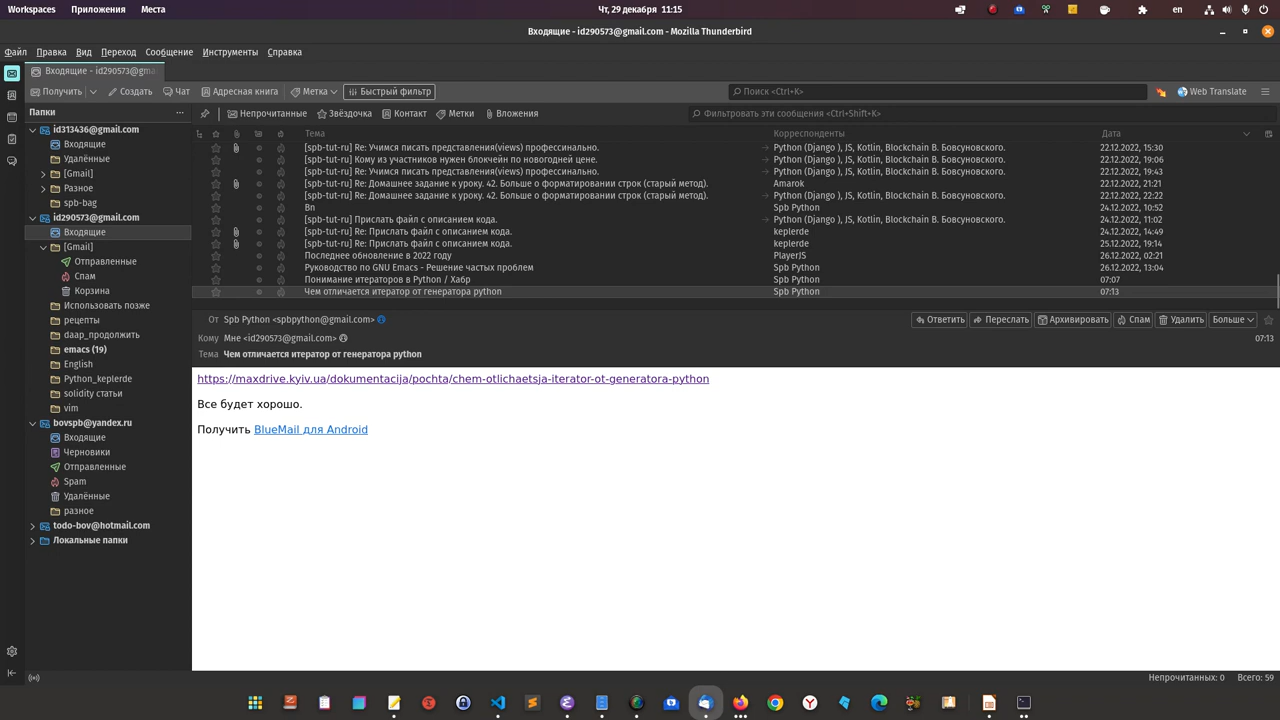 Workspaces Приложения Места Чт, 29 декабря 11:15 en
Входящие - id290573@gmail.com - Mozilla Thunderbird
Файл Правка Вид Переход Сообщение Инструменты Справка
Входящие - id290573@gma
Получить Создать Чат Адресная книга Метка Быстрый фильтр Поиск <Ctrl+K> Web Translate
Папки ... Непрочитанные Звёздочка Контакт Метки Вложения Фильтровать эти сообщения <Ctrl+Shift+K>
Тема Корреспонденты Дата
[spb-tut-ru] Re: Учимся писать представления(views) профессинально. Python (Django ), JS, Kotlin, Blockchain В. Бовсуновского. 22.12.2022, 15:30
[spb-tut-ru] Кому из участников нужен блокчейн по новогодней цене. Python (Django ), JS, Kotlin, Blockchain В. Бовсуновского. 22.12.2022, 19:06
[spb-tut-ru] Re: Учимся писать представления(views) профессинально. Python (Django ), JS, Kotlin, Blockchain В. Бовсуновского. 22.12.2022, 19:43
[spb-tut-ru] Re: Домашнее задание к уроку. 42. Больше о форматировании строк (старый метод). Amarok 22.12.2022, 21:21
[spb-tut-ru] Re: Домашнее задание к уроку. 42. Больше о форматировании строк (старый метод). Python (Django ), JS, Kotlin, Blockchain В. Бовсуновского. 22.12.2022, 22:22
Вп Spb Python 24.12.2022, 10:52
[spb-tut-ru] Прислать файл с описанием кода. Python (Django ), JS, Kotlin, Blockchain В. Бовсуновского. 24.12.2022, 11:02
[spb-tut-ru] Re: Прислать файл с описанием кода. keplerde 24.12.2022, 14:49
[spb-tut-ru] Re: Прислать файл с описанием кода. keplerde 25.12.2022, 19:14
Последнее обновление в 2022 году PlayerJS 25.12.2022, 23:21
Руководство по GNU Emacs - Решение частых проблем Spb Python 26.12.2022, 13:04
Понимание итераторов в Python / Хабр Spb Python 07:07
Чем отличается итератор от генератора python Spb Python 07:13
id313436@gmail.com
Входящие
Удалённые
[Gmail]
Разное
spb-bag
id290573@gmail.com
Входящие
[Gmail]
Отправленные
Спам
Корзина
Использовать позже
рецепты
daap_продолжить
emacs (19)
English
Python_keplerde
solidity статьи
vim
bovspb@yandex.ru
Входящие
Черновики
Отправленные
Spam
Удалённые
разное
todo-bov@hotmail.com
Локальные папки
От Spb Python <spbpython@gmail.com> Ответить Переслать Архивировать Спам Удалить Больше
Кому Мне <id290573@gmail.com> 07:13
Тема Чем отличается итератор от генератора python
https://maxdrive.kyiv.ua/dokumentacija/pochta/chem-otlichaetsja-iterator-ot-generatora-python
Все будет хорошо.
Получить BlueMail для Android
Непрочитанных: 0 Всего: 59